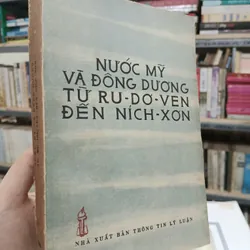 NƯỚC MỸ
VÀ ĐÔNG DƯƠNG
TỪ RU-DƠ-VEN
ĐẾN NÍCH-XƠN
NHÀ XUẤT BẢN THÔNG TIN LÝ LUẬN